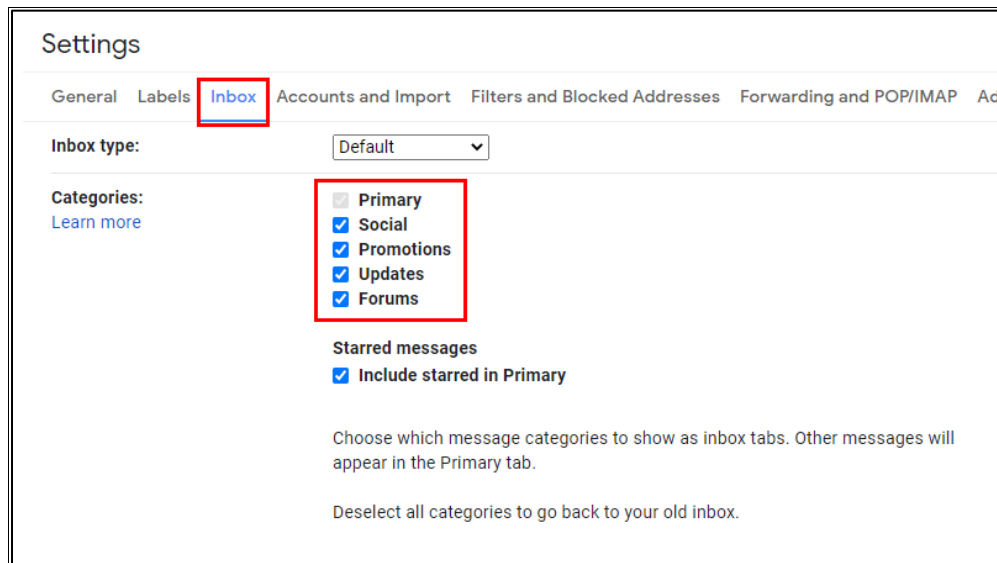 Settings
General Labels Inbox Accounts and Import Filters and Blocked Addresses Forwarding and POP/IMAP Ad
Inbox type: Default
Categories: Primary
Learn more Social
Promotions
Updates
Forums
Starred messages
Include starred in Primary
Choose which message categories to show as inbox tabs. Other messages will
appear in the Primary tab.
Deselect all categories to go back to your old inbox.